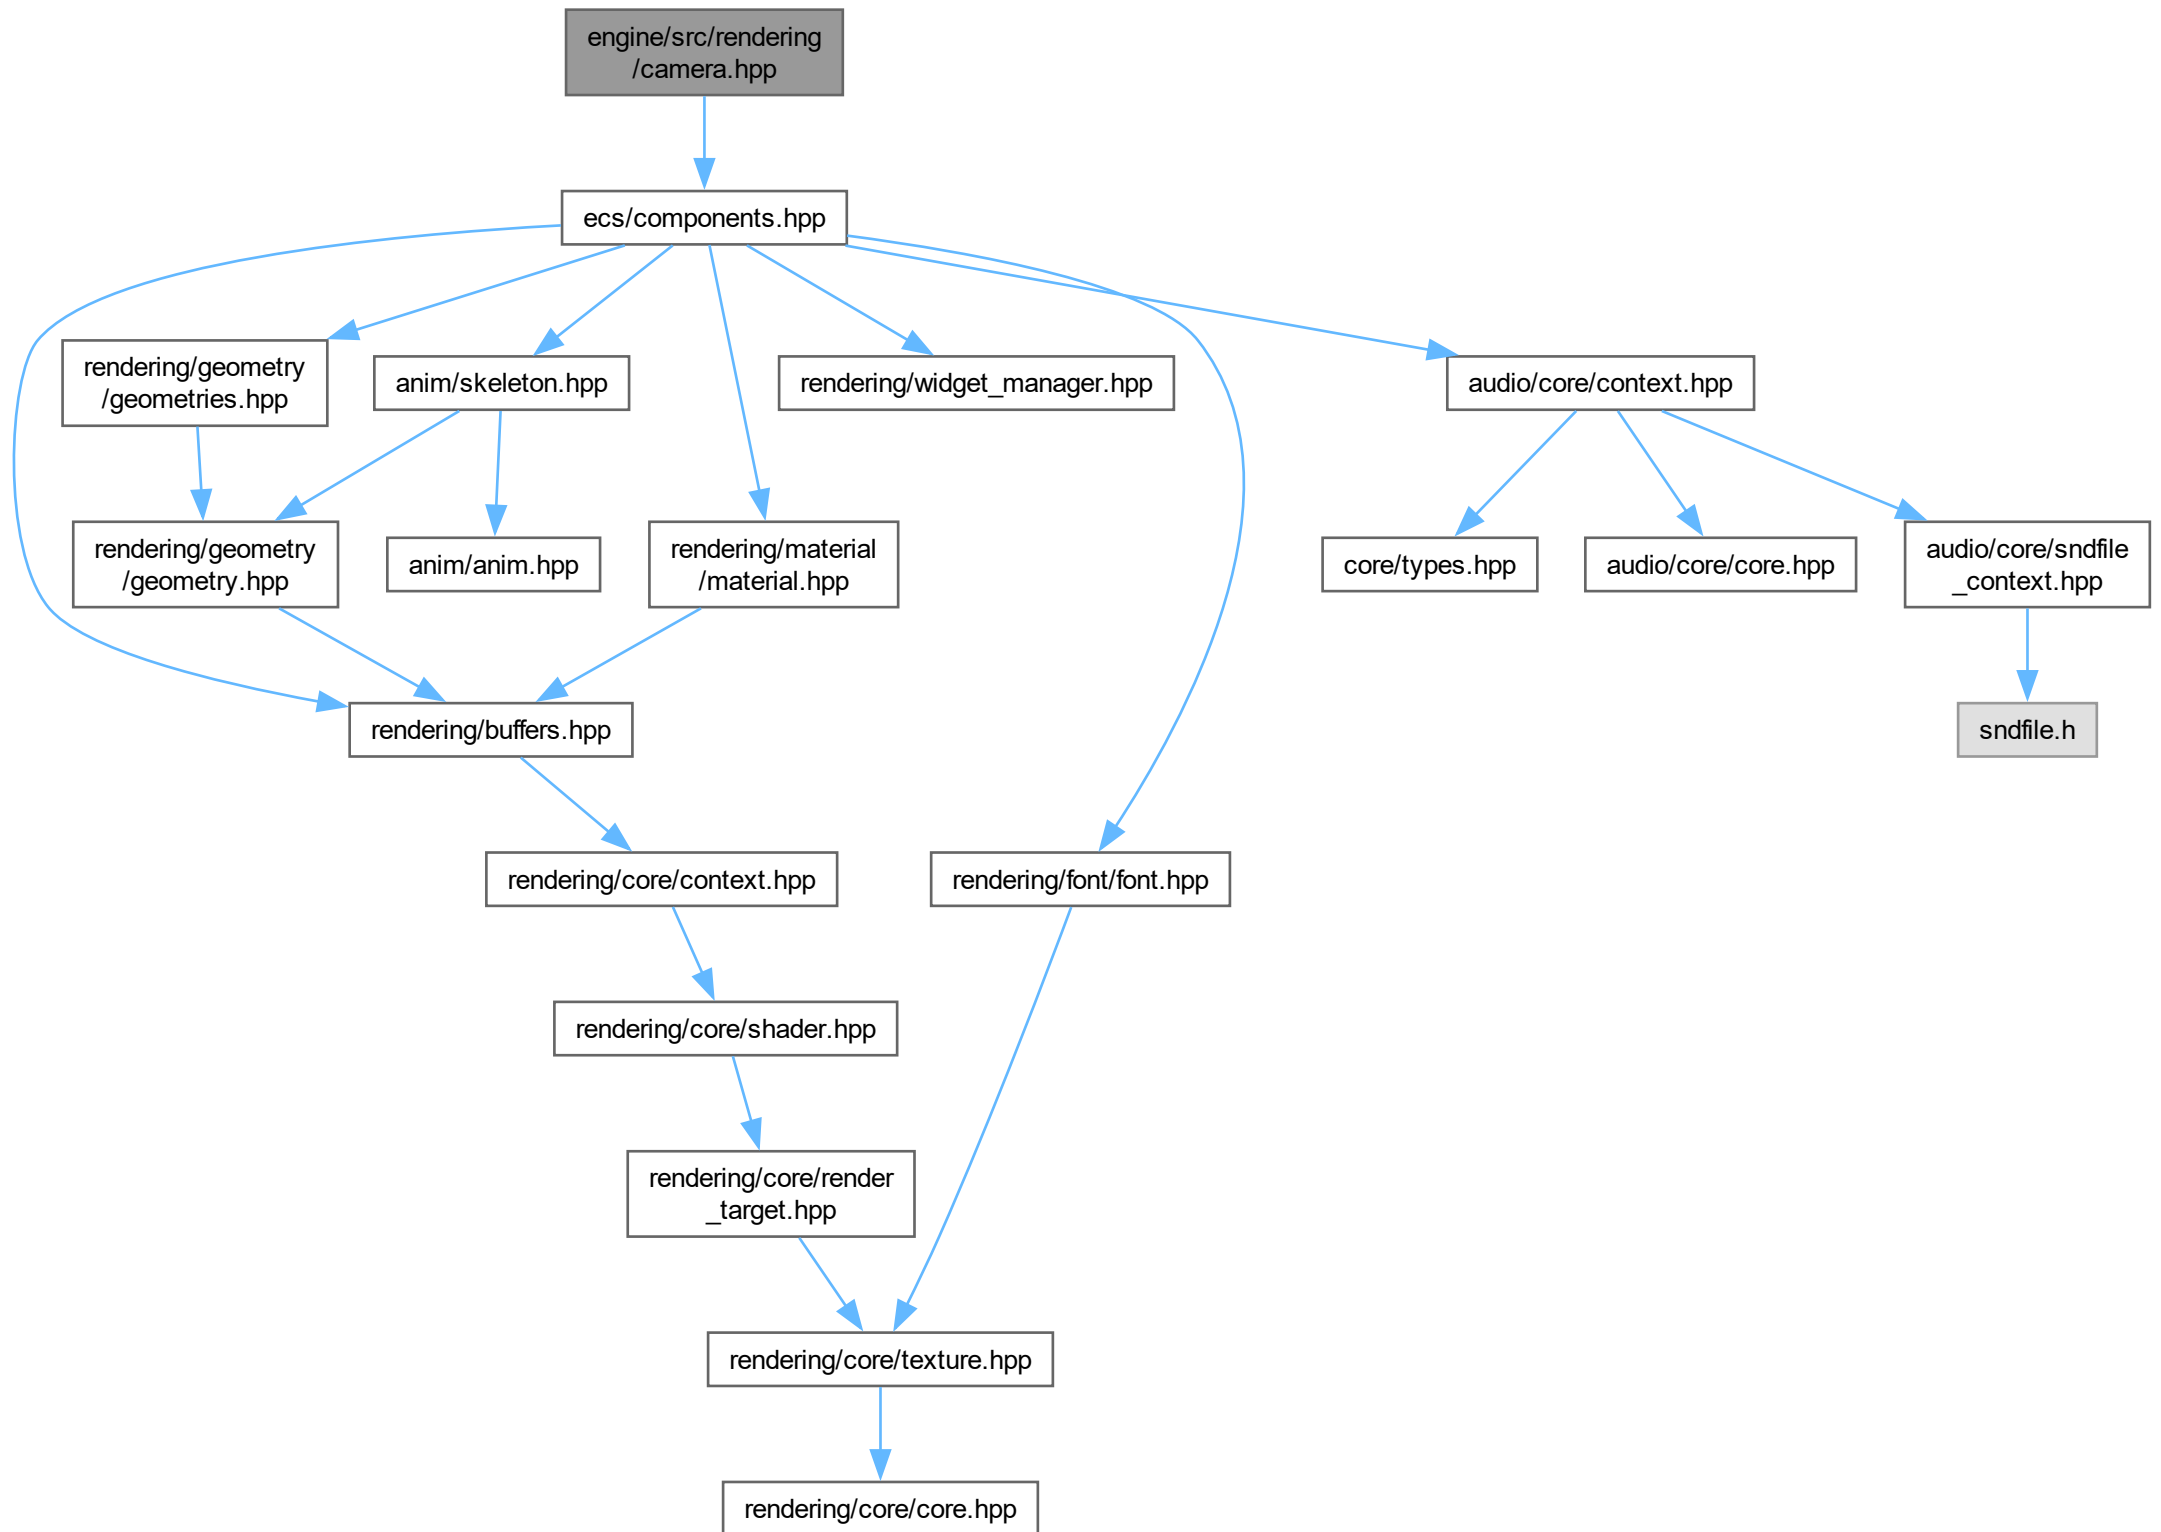 engine/src/rendering
/camera.hpp
ecs/components.hpp
rendering/geometry
/geometries.hpp
anim/skeleton.hpp
rendering/widget_manager.hpp
audio/core/context.hpp
rendering/geometry
/geometry.hpp
anim/anim.hpp
rendering/material
/material.hpp
core/types.hpp
audio/core/core.hpp
audio/core/sndfile
_context.hpp
rendering/buffers.hpp
sndfile.h
rendering/core/context.hpp
rendering/font/font.hpp
rendering/core/shader.hpp
rendering/core/render
_target.hpp
rendering/core/texture.hpp
rendering/core/core.hpp